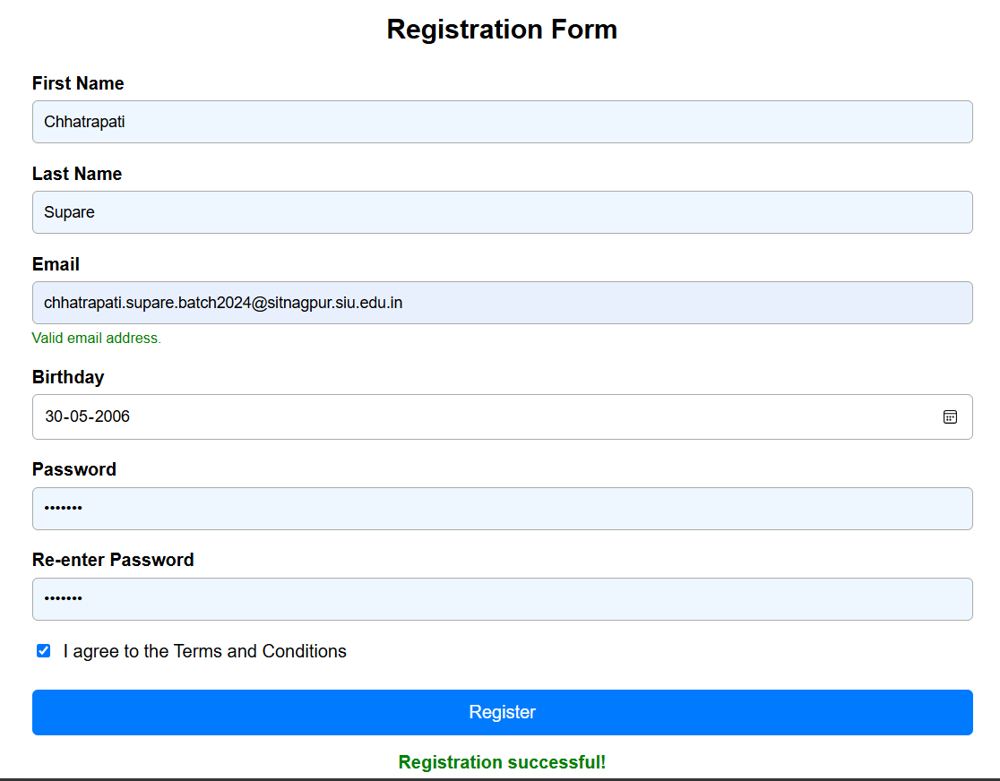 Registration Form
First Name
Chhatrapati
Last Name
Supare
Email
chhatrapati.supare.batch2024@sitnagpur.siu.edu.in
Valid email address.
Birthday
30-05-2006
Password
•••••••
Re-enter Password
•••••••
I agree to the Terms and Conditions
Register
Registration successful!